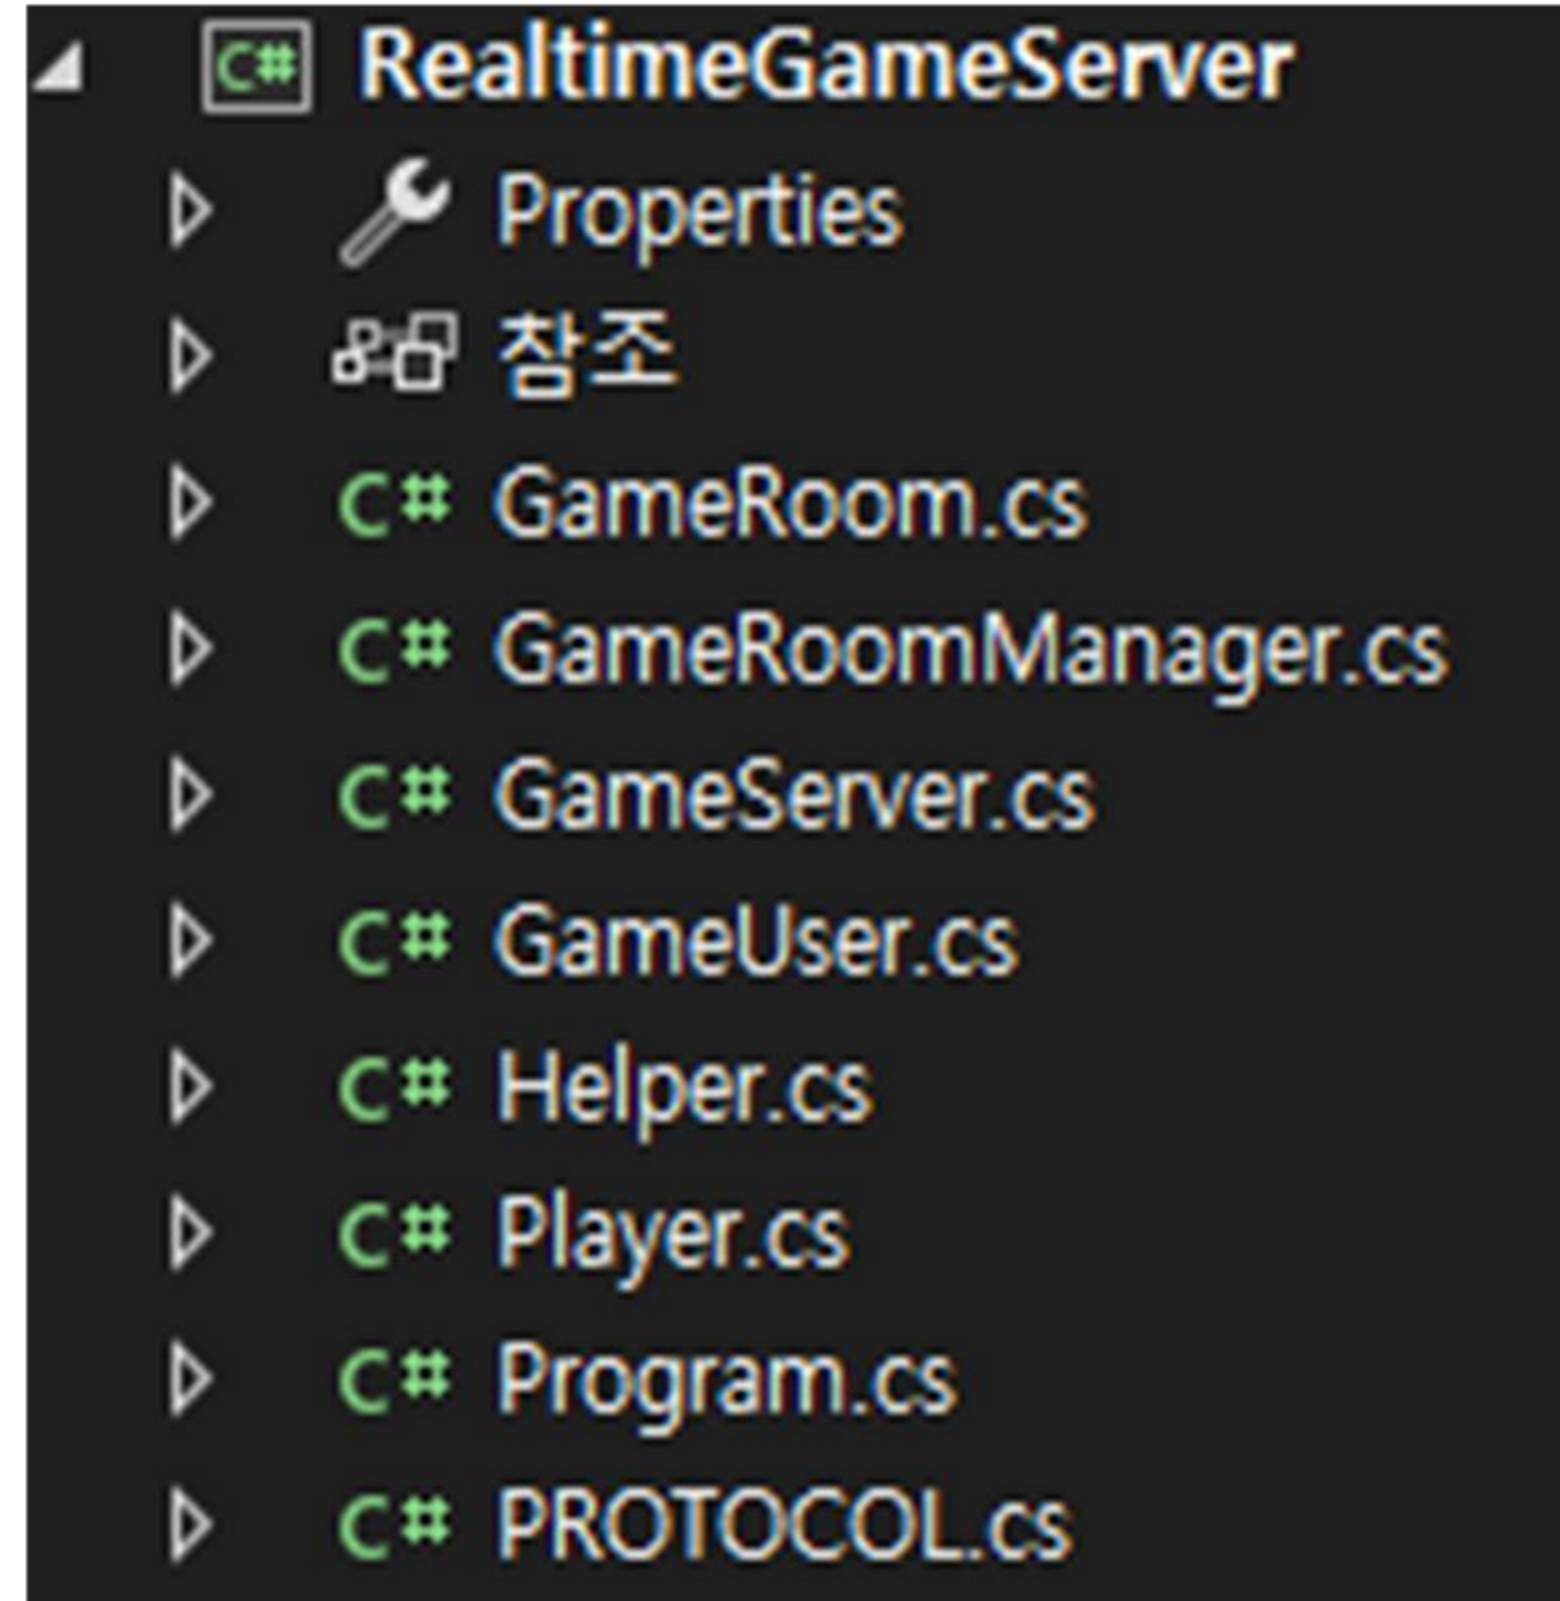 C# RealtimeGameServer
Properties
참조
C# GameRoom.cs
C# GameRoomManager.cs
C# GameServer.cs
C# GameUser.cs
C# Helper.cs
C# Player.cs
C# Program.cs
C# PROTOCOL.cs